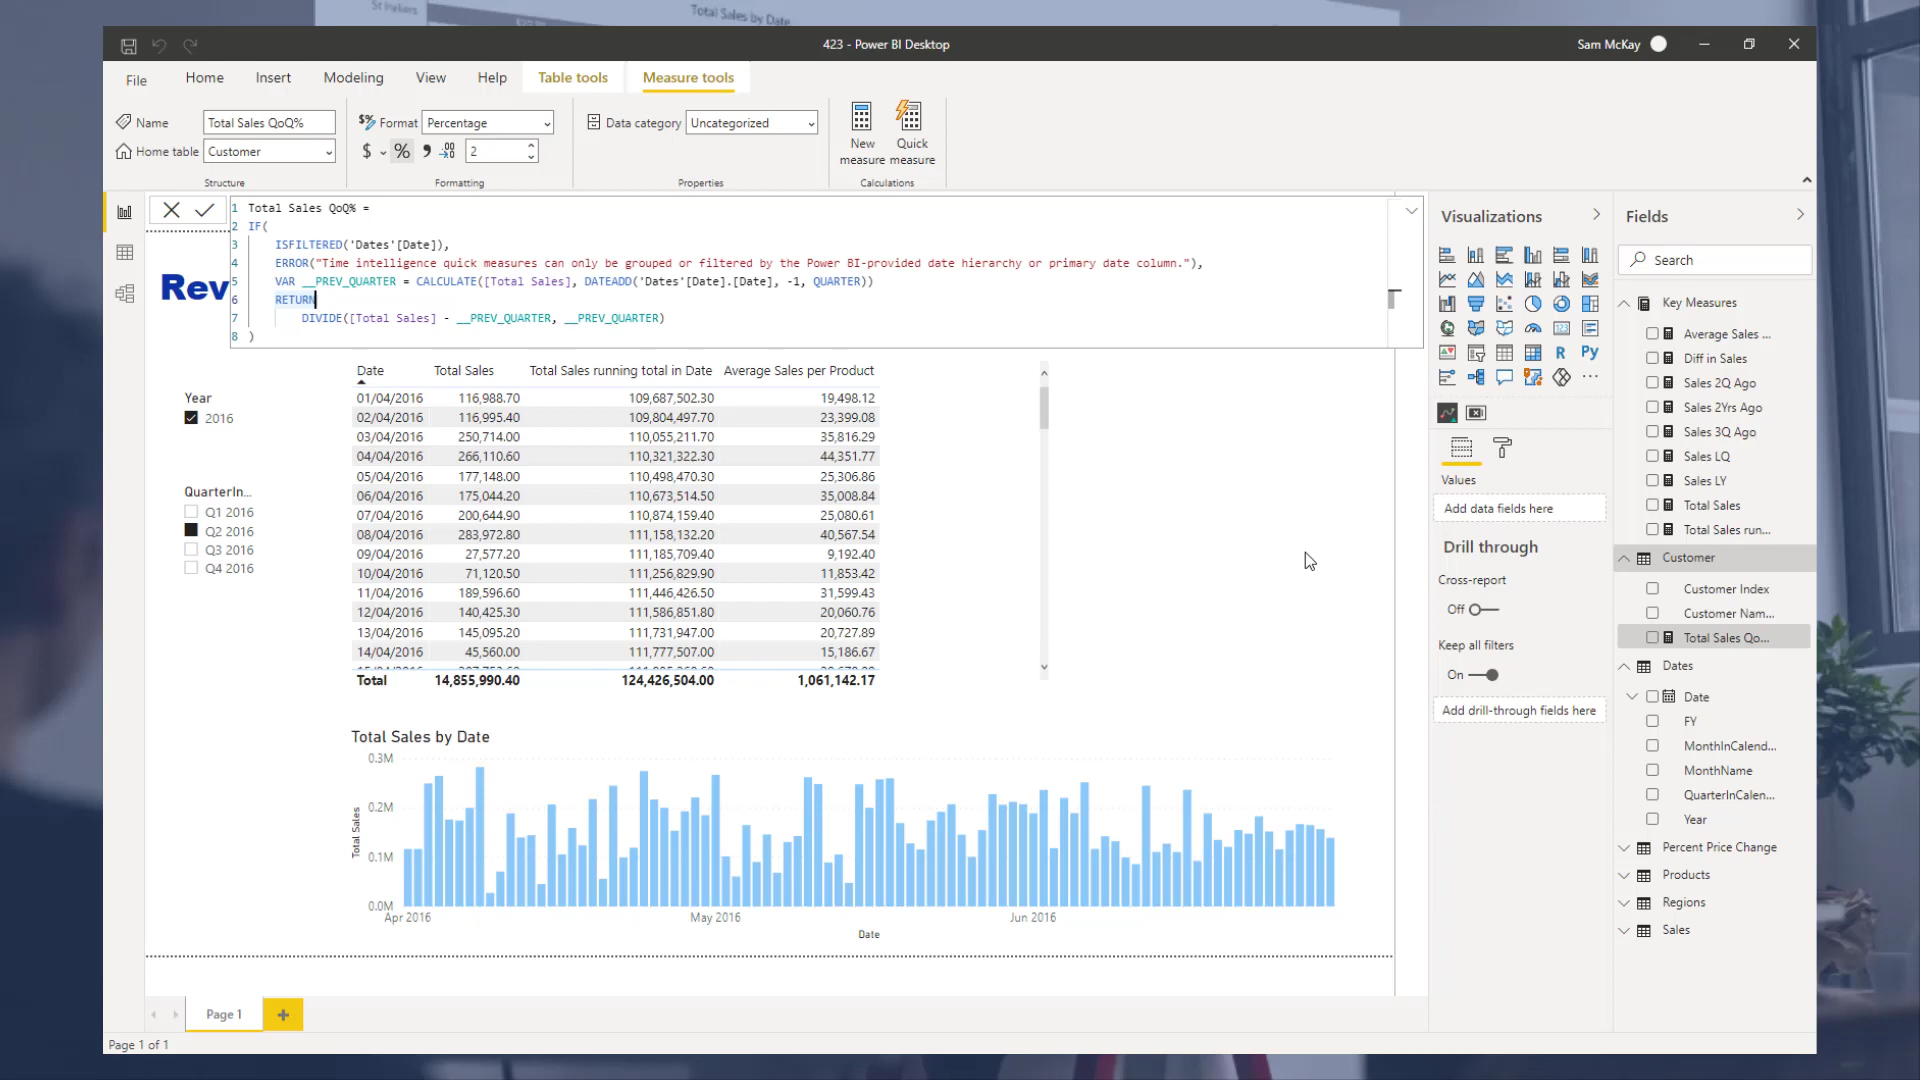 Total Sales by Date
423 - Power BI Desktop
Sam McKay
File
Home
Insert
Modeling
View
Help
Table tools
Measure tools
Name
Total Sales QoQ%
Home table
Customer
Structure
Format
Percentage
$
%
2
Formatting
Data category
Uncategorized
Properties
New measure
Quick measure
Calculations
1 Total Sales QoQ% =
2 IF(
3 ISFILTERED('Dates'[Date]),
4 ERROR("Time intelligence quick measures can only be grouped or filtered by the Power BI-provided date hierarchy or primary date column."),
5 VAR __PREV_QUARTER = CALCULATE([Total Sales], DATEADD('Dates'[Date].[Date], -1, QUARTER))
6 RETURN
7 DIVIDE([Total Sales] - __PREV_QUARTER, __PREV_QUARTER)
8 )
Rev
Year
2016
QuarterIn...
Q1 2016
Q2 2016
Q3 2016
Q4 2016
Date Total Sales Total Sales running total in Date Average Sales per Product
01/04/2016 116,988.70 109,687,502.30 19,498.12
02/04/2016 116,995.40 109,804,497.70 23,399.08
03/04/2016 250,714.00 110,055,211.70 35,816.29
04/04/2016 266,110.60 110,321,322.30 44,351.77
05/04/2016 177,148.00 110,498,470.30 25,306.86
06/04/2016 175,044.20 110,673,514.50 35,008.84
07/04/2016 200,644.90 110,874,159.40 25,080.61
08/04/2016 283,972.80 111,158,132.20 40,567.54
09/04/2016 27,577.20 111,185,709.40 9,192.40
10/04/2016 71,120.50 111,256,829.90 11,853.42
11/04/2016 189,596.60 111,446,426.50 31,599.43
12/04/2016 140,425.30 111,586,851.80 20,060.76
13/04/2016 145,095.20 111,731,947.00 20,727.89
14/04/2016 45,560.00 111,777,507.00 15,186.67
Total 14,855,990.40 124,426,504.00 1,061,142.17
Total Sales by Date
Total Sales
0.3M
0.2M
0.1M
0.0M
Apr 2016
May 2016
Jun 2016
Date
Page 1
Page 1 of 1
Visualizations
R
Py
Values
Add data fields here
Drill through
Cross-report
Off
Keep all filters
On
Add drill-through fields here
Fields
Search
Key Measures
Average Sales ...
Diff in Sales
Sales 2Q Ago
Sales 2Yrs Ago
Sales 3Q Ago
Sales LQ
Sales LY
Total Sales
Total Sales run...
Customer
Customer Index
Customer Nam...
Total Sales Qo...
Dates
Date
FY
MonthInCalend...
MonthName
QuarterInCalen...
Year
Percent Price Change
Products
Regions
Sales